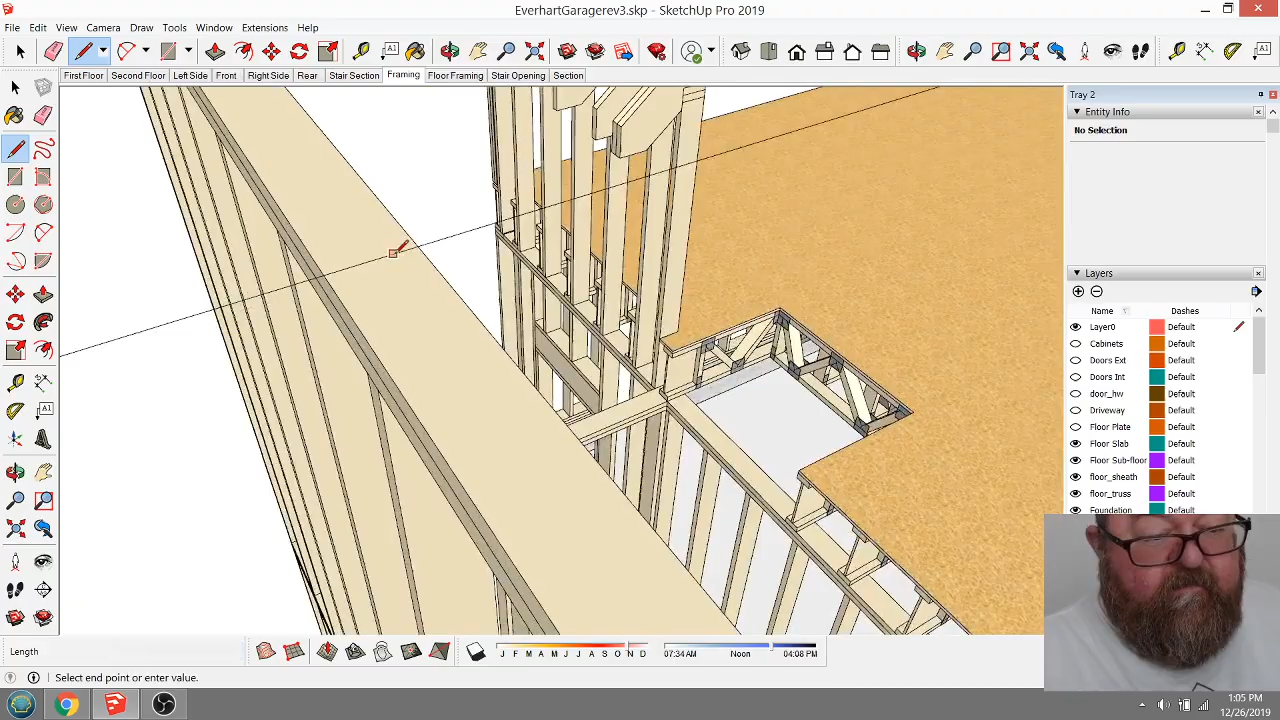 EverhartGaragerev3.skp - SketchUp Pro 2019
File Edit View Camera Draw Tools Window Extensions Help
First Floor Second Floor Left Side Front Right Side Rear Truss Section Framing Floor Framing Stair Opening Section
Tray 2
Entity Info
No Selection
Layers
Name Dashes
Layer0 Default
Cabinets Default
Doors Ext Default
Doors Int Default
door_hw Default
Driveway Default
Floor Plate Default
Floor Slab Default
Floor Sub-floor Default
floor_sheath Default
floor_truss Default
Foundation Default
Length
J F M A M J J A S O N D
07:34 AM Noon 04:08 PM
Select end point or enter value.
1:05 PM
12/26/2019